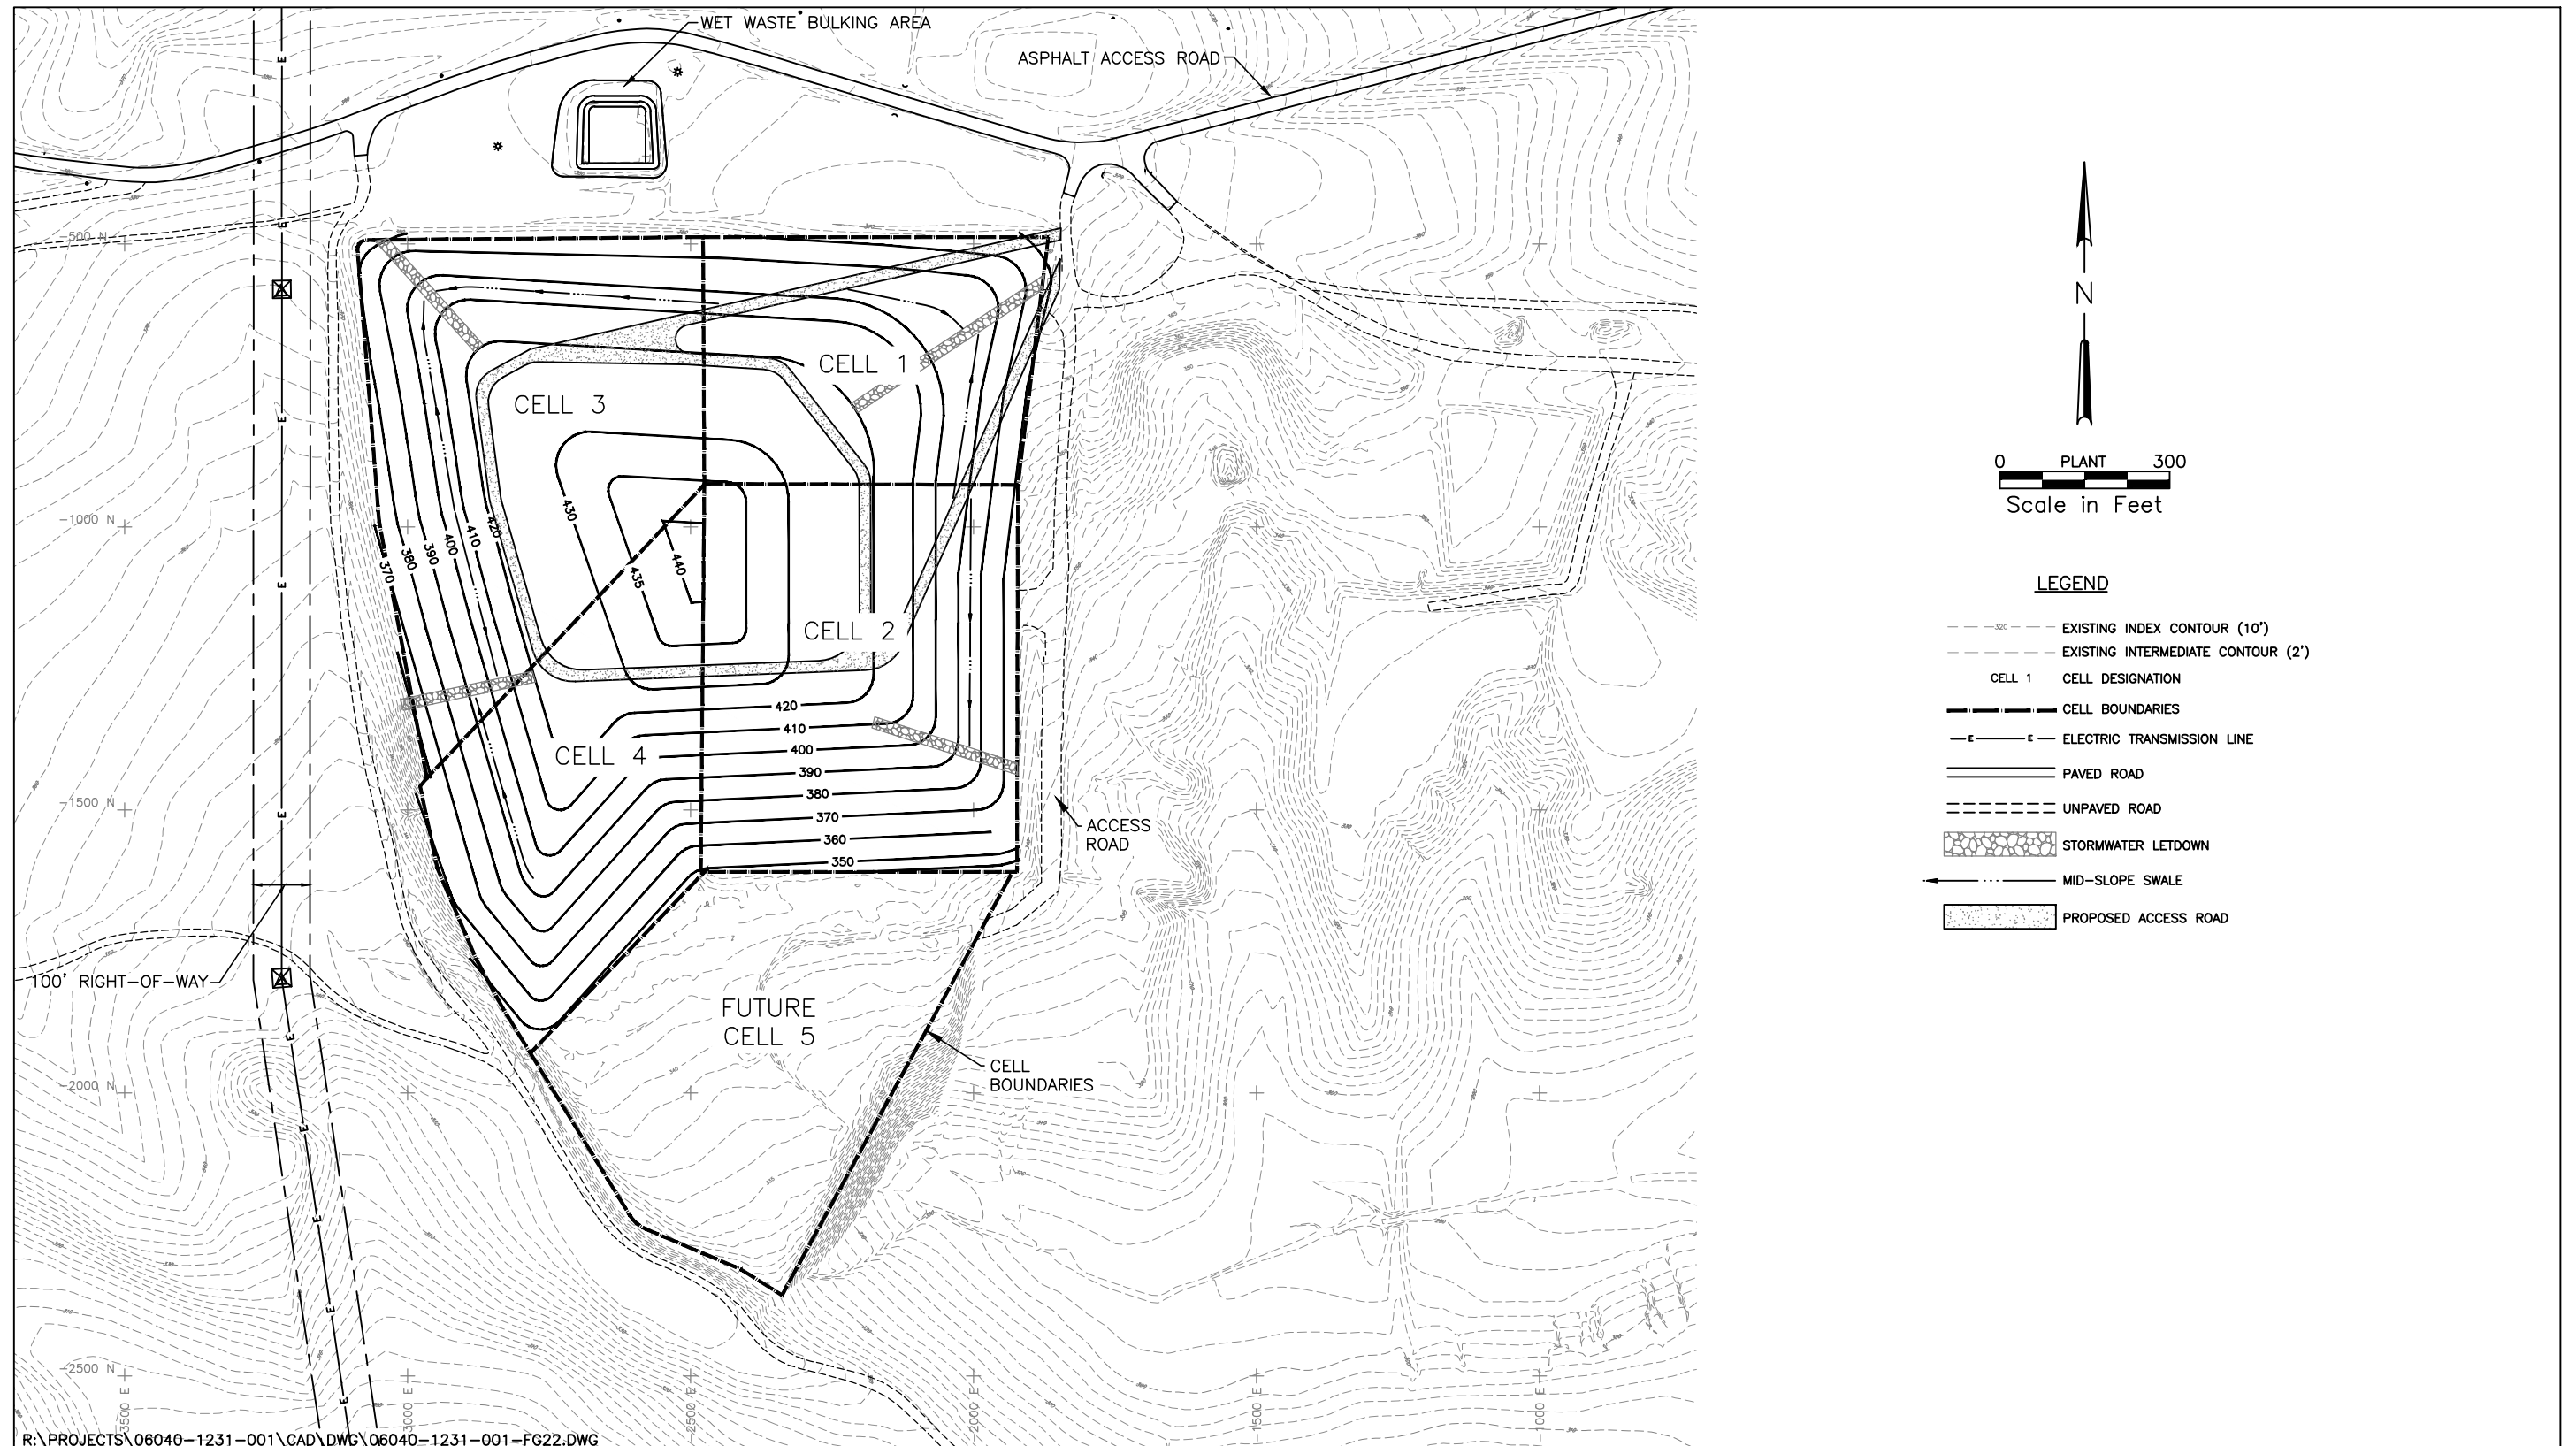 WET WASTE BULKING AREA
ASPHALT ACCESS ROAD
-500 N
-1000 N
-1500 N
-2000 N
-2500 N
-3500 E
-3000 E
-2500 E
-2000 E
-1500 E
-1000 E
CELL 1
CELL 3
CELL 2
CELL 4
FUTURE
CELL 5
370
380
390
400
410
420
430
435
440
420
410
400
390
380
370
360
350
ACCESS
ROAD
CELL
BOUNDARIES
100' RIGHT-OF-WAY
E
E
E
E
E
E
E
E
E
E
N
0 PLANT 300
Scale in Feet
LEGEND
320 EXISTING INDEX CONTOUR (10')
EXISTING INTERMEDIATE CONTOUR (2')
CELL 1 CELL DESIGNATION
CELL BOUNDARIES
E E ELECTRIC TRANSMISSION LINE
PAVED ROAD
UNPAVED ROAD
STORMWATER LETDOWN
MID-SLOPE SWALE
PROPOSED ACCESS ROAD
R:\PROJECTS\06040-1231-001\CAD\DWG\06040-1231-001-FG22.DWG